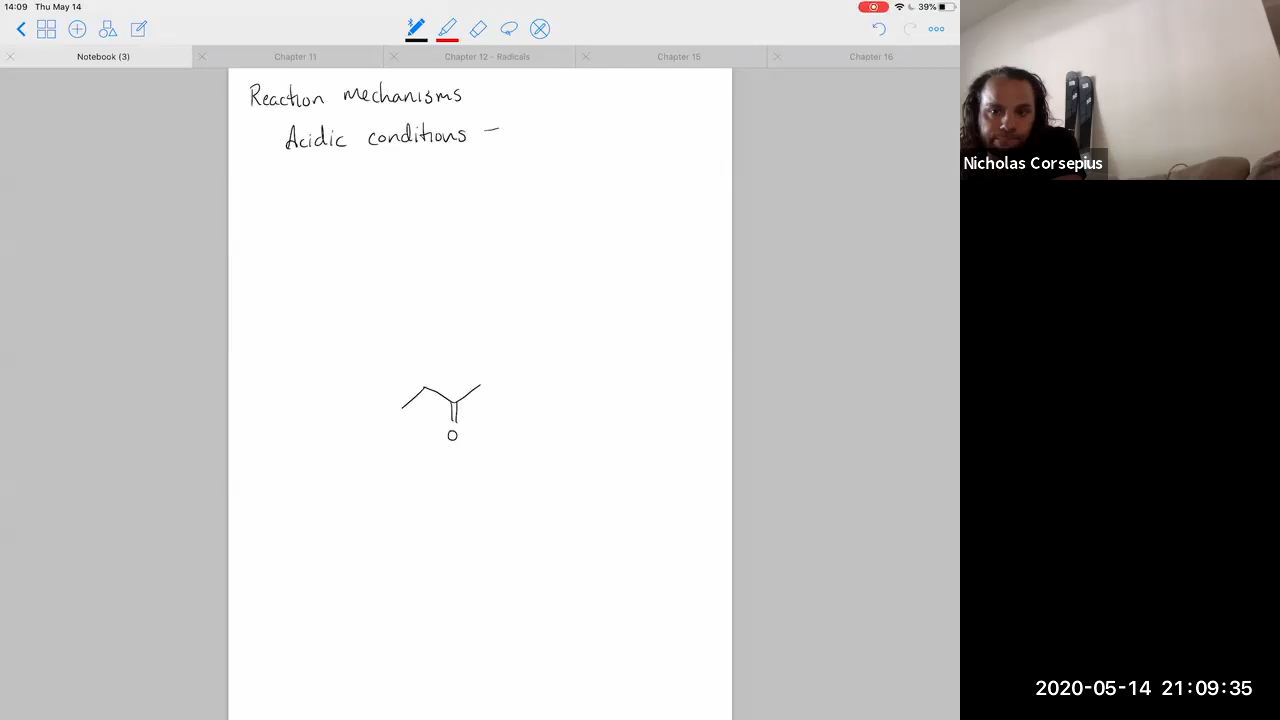 14:09 Thu May 14 39%
Notebook (3) Chapter 11 Chapter 12 - Radicals Chapter 15 Chapter 16
Reaction mechanisms
Acidic conditions -
O
Nicholas Corsepius
2020-05-14 21:09:35